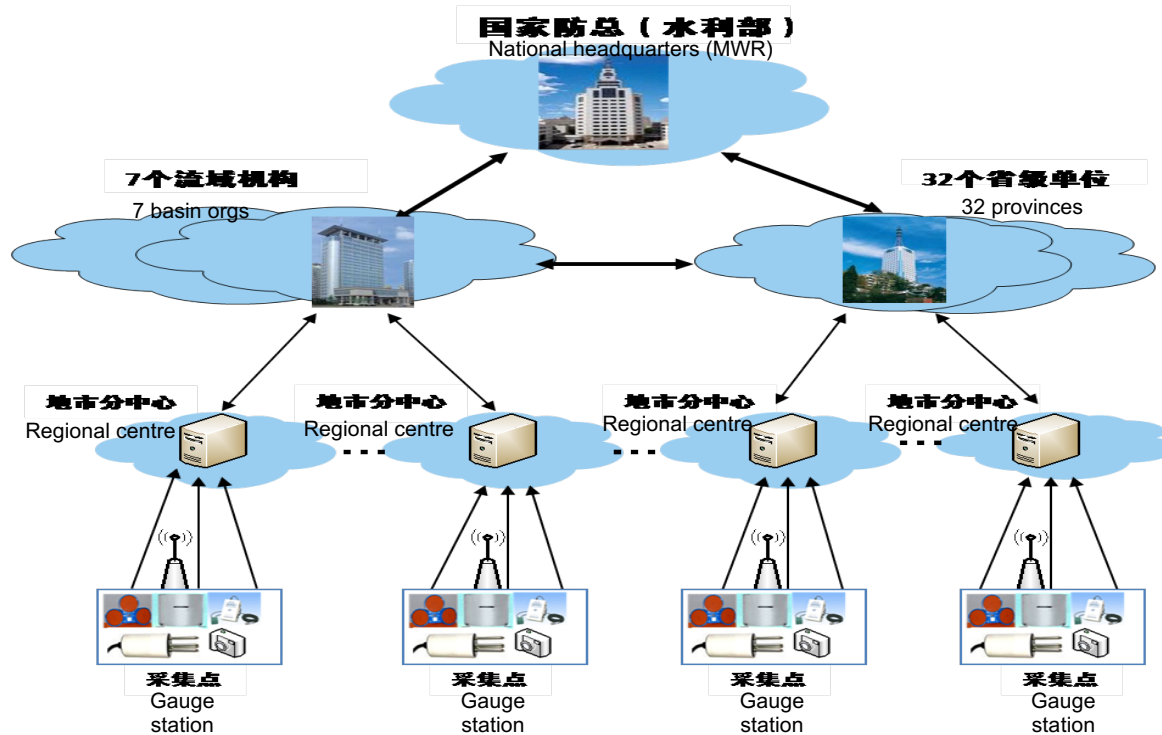 国家防总（水利部）
National headquarters (MWR)
7个流域机构
7 basin orgs
32个省级单位
32 provinces
地市分中心
Regional centre
地市分中心
Regional centre
地市分中心
Regional centre
地市分中心
Regional centre
采集点
Gauge
station
采集点
Gauge
station
采集点
Gauge
station
采集点
Gauge
station